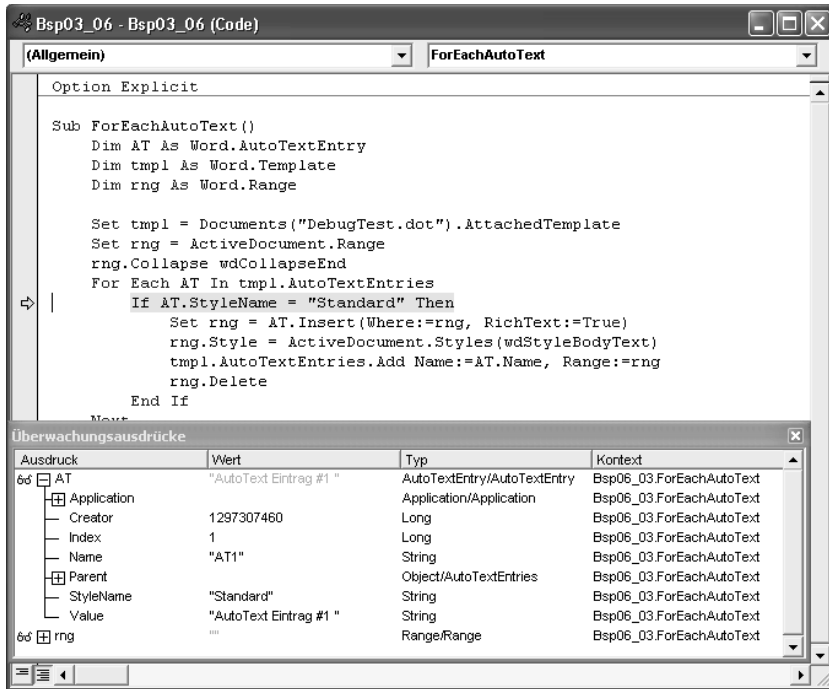 Bsp03_06 - Bsp03_06 (Code)
(Allgemein) ForEachAutoText
Option Explicit
Sub ForEachAutoText()
Dim AT As Word.AutoTextEntry
Dim tmpl As Word.Template
Dim rng As Word.Range
Set tmpl = Documents("DebugTest.dot").AttachedTemplate
Set rng = ActiveDocument.Range
rng.Collapse wdCollapseEnd
For Each AT In tmpl.AutoTextEntries
If AT.StyleName = "Standard" Then
Set rng = AT.Insert(Where:=rng, RichText:=True)
rng.Style = ActiveDocument.Styles(wdStyleBodyText)
tmpl.AutoTextEntries.Add Name:=AT.Name, Range:=rng
rng.Delete
End If
Next
Überwachungsausdrücke
Ausdruck Wert Typ Kontext
AT "AutoText Eintrag #1 " AutoTextEntry/AutoTextEntry Bsp06_03.ForEachAutoText
Application Application/Application Bsp06_03.ForEachAutoText
Creator 1297307460 Long Bsp06_03.ForEachAutoText
Index 1 Long Bsp06_03.ForEachAutoText
Name "AT1" String Bsp06_03.ForEachAutoText
Parent Object/AutoTextEntries Bsp06_03.ForEachAutoText
StyleName "Standard" String Bsp06_03.ForEachAutoText
Value "AutoText Eintrag #1 " String Bsp06_03.ForEachAutoText
rng "" Range/Range Bsp06_03.ForEachAutoText